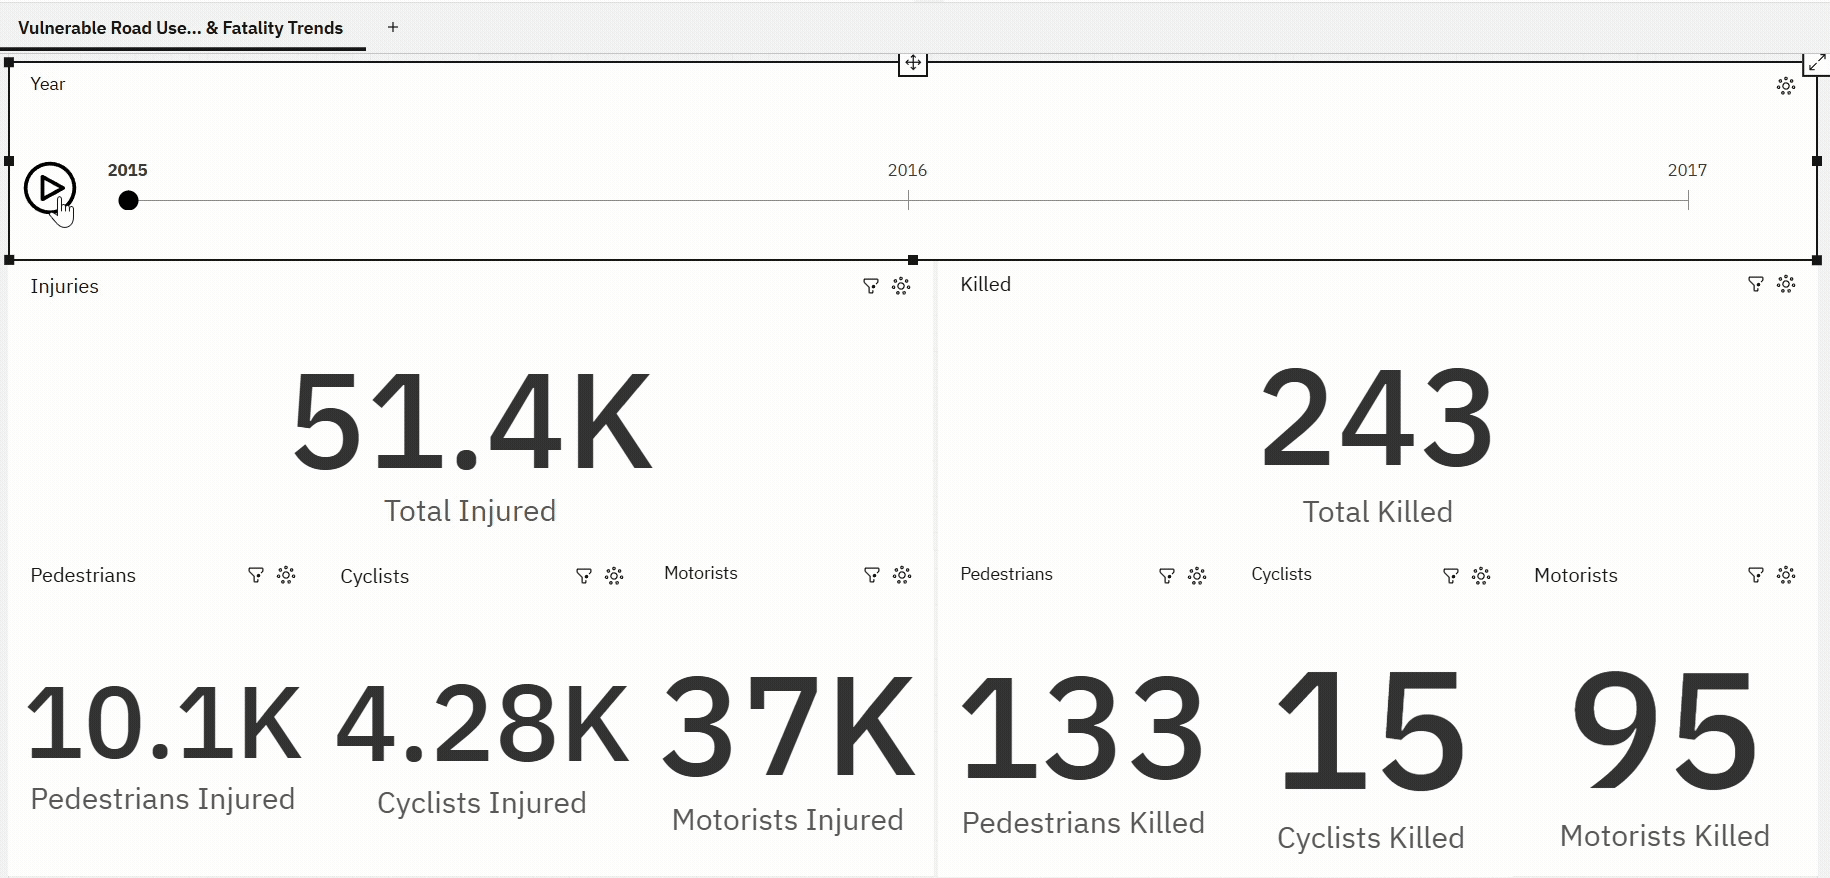 Vulnerable Road Use... & Fatality Trends +
Year
2015 2016 2017
Injuries
51.4K
Total Injured
Killed
243
Total Killed
Pedestrians
10.1K
Pedestrians Injured
Cyclists
4.28K
Cyclists Injured
Motorists
37K
Motorists Injured
Pedestrians
133
Pedestrians Killed
Cyclists
15
Cyclists Killed
Motorists
95
Motorists Killed